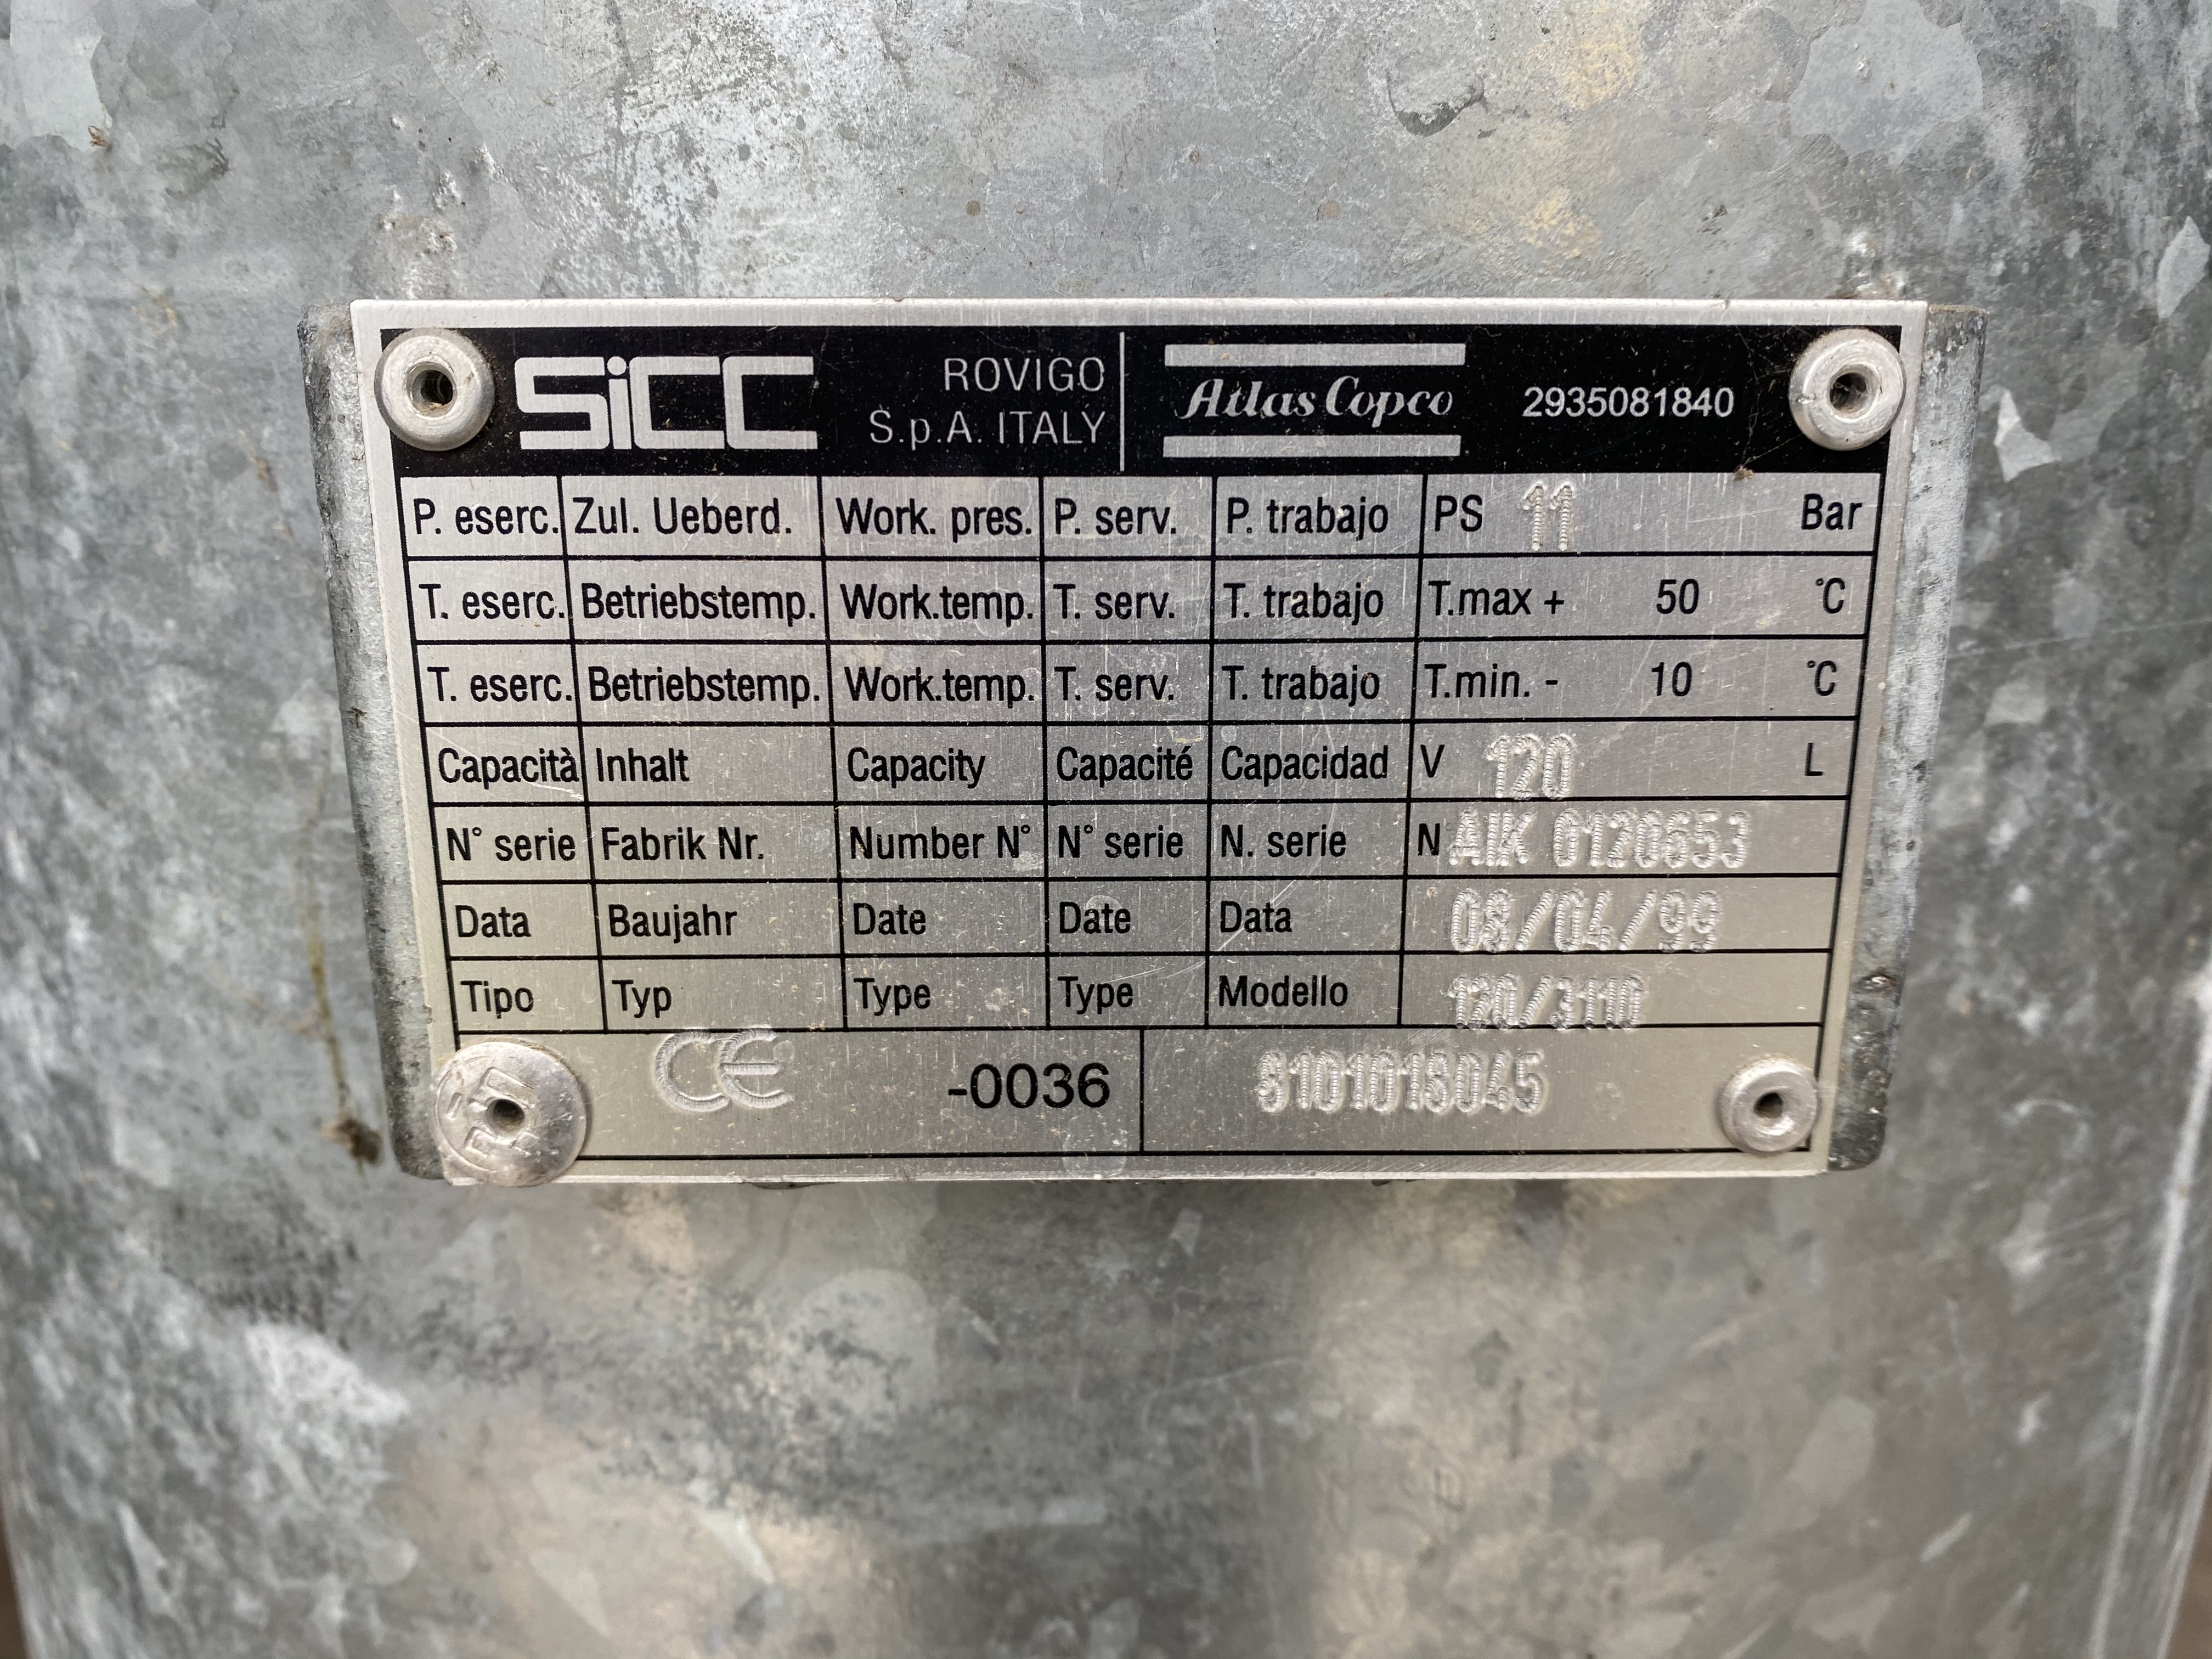 SiCC ROVIGO S.p.A. ITALY Atlas Copco 2935081840
P. eserc. Zul. Ueberd. Work. pres. P. serv. P. trabajo PS 11 Bar
T. eserc. Betriebstemp. Work.temp. T. serv. T. trabajo T.max + 50 °C
T. eserc. Betriebstemp. Work.temp. T. serv. T. trabajo T.min. - 10 °C
Capacità Inhalt Capacity Capacité Capacidad V 120 L
N° serie Fabrik Nr. Number N° N° serie N. serie N AIK 0120653
Data Baujahr Date Date Data 08/04/99
Tipo Typ Type Type Modello 120/3110
CE -0036 8101018045